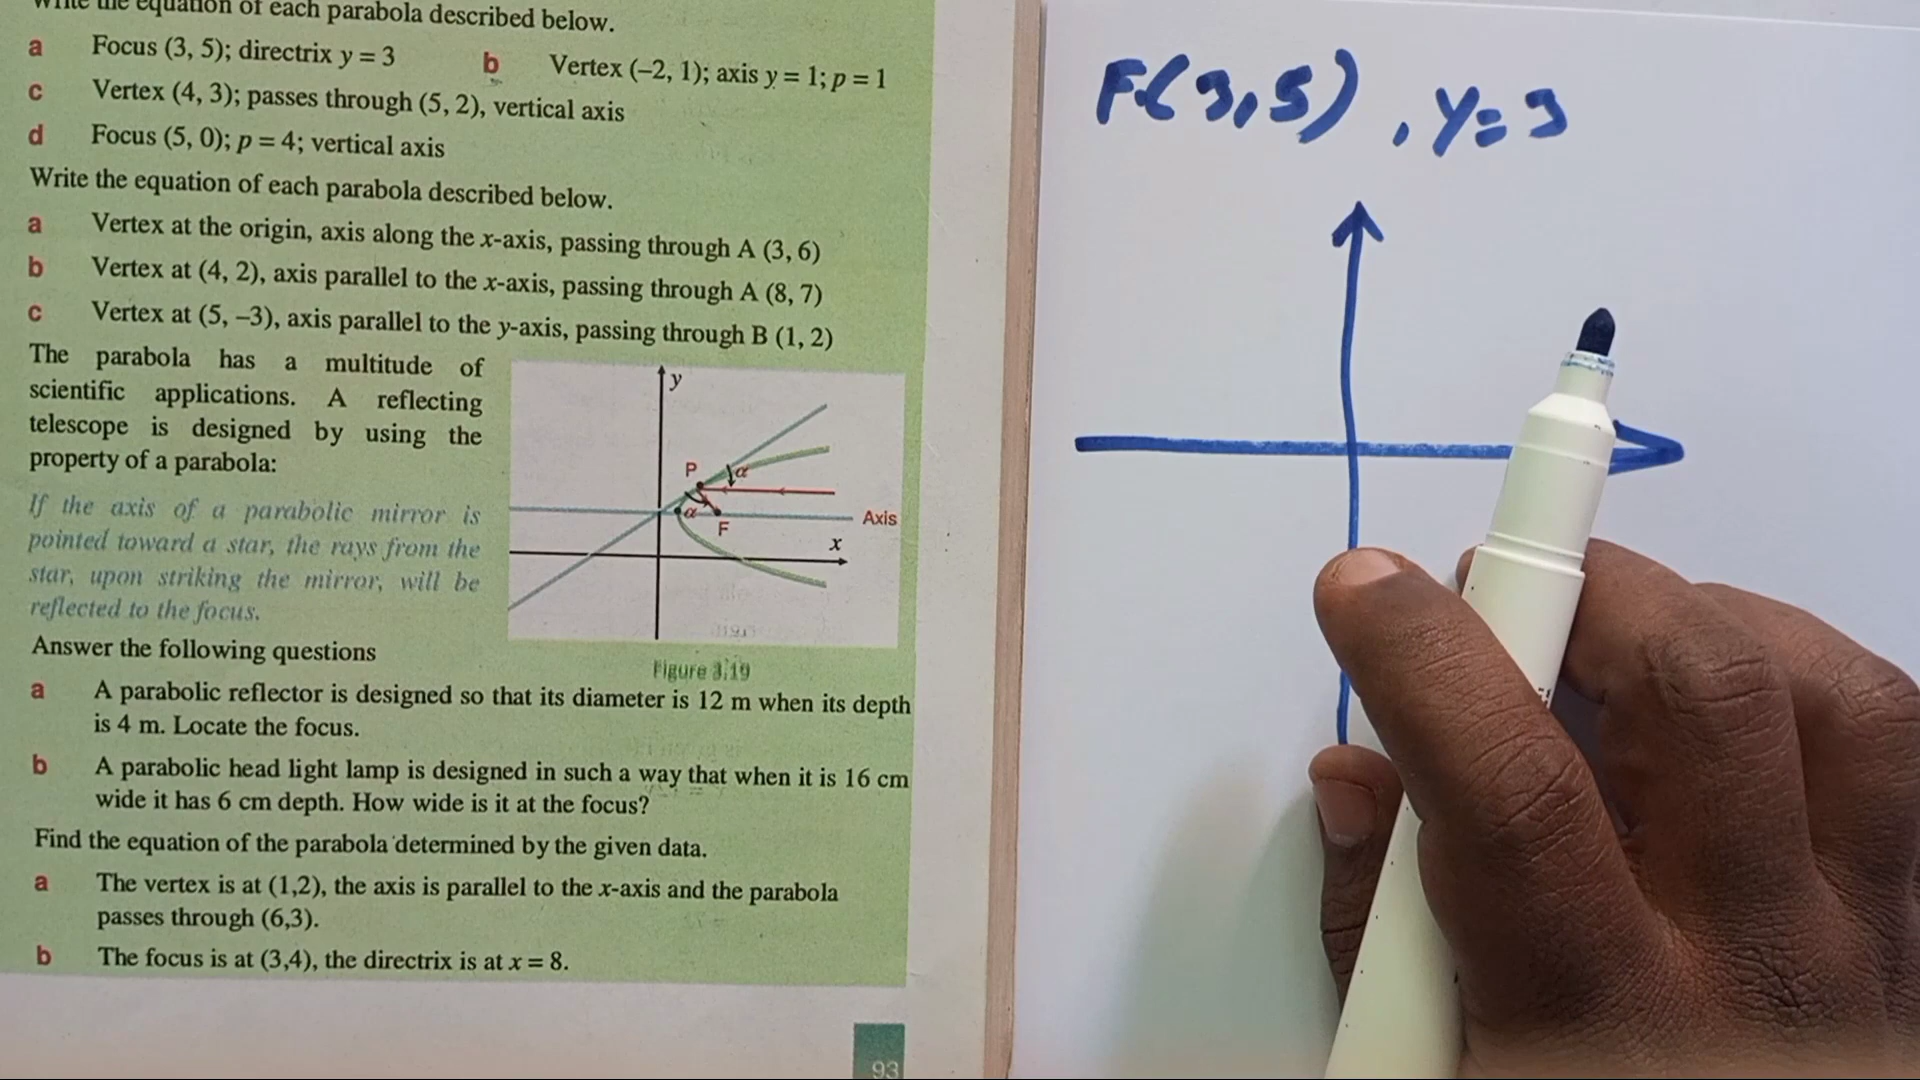 Write the equation of each parabola described below.
a Focus (3, 5); directrix y = 3 b Vertex (–2, 1); axis y = 1; p = 1
c Vertex (4, 3); passes through (5, 2), vertical axis
d Focus (5, 0); p = 4; vertical axis
Write the equation of each parabola described below.
a Vertex at the origin, axis along the x-axis, passing through A (3, 6)
b Vertex at (4, 2), axis parallel to the x-axis, passing through A (8, 7)
c Vertex at (5, –3), axis parallel to the y-axis, passing through B (1, 2)
The parabola has a multitude of
scientific applications. A reflecting
telescope is designed by using the
property of a parabola:
If the axis of a parabolic mirror is
pointed toward a star, the rays from the
star, upon striking the mirror, will be
reflected to the focus.
y
P
α
α
F
Axis
x
Figure 3.19
Answer the following questions
a A parabolic reflector is designed so that its diameter is 12 m when its depth
is 4 m. Locate the focus.
b A parabolic head light lamp is designed in such a way that when it is 16 cm
wide it has 6 cm depth. How wide is it at the focus?
Find the equation of the parabola determined by the given data.
a The vertex is at (1,2), the axis is parallel to the x-axis and the parabola
passes through (6,3).
b The focus is at (3,4), the directrix is at x = 8.
93
F(3,5), y=3